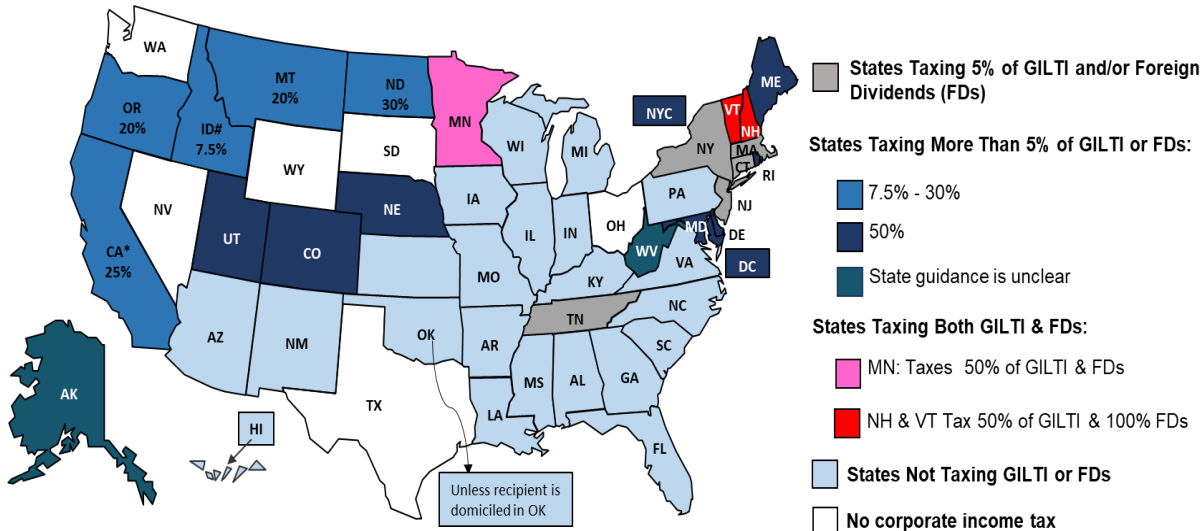 WA
MT
20%
ND
30%
MN
OR
20%
ID#
7.5%
WY
SD
WI
MI
NYC
ME
VT
NH
NY
MA
CT
RI
NV
UT
CO
NE
IA
IL
IN
OH
PA
NJ
CA*
25%
MO
KY
WV
VA
MD
DE
DC
AZ
NM
OK
AR
TN
NC
SC
MS
AL
GA
TX
LA
FL
AK
HI
Unless recipient is
domiciled in OK
States Taxing 5% of GILTI and/or Foreign
Dividends (FDs)
States Taxing More Than 5% of GILTI or FDs:
7.5% - 30%
50%
State guidance is unclear
States Taxing Both GILTI & FDs:
MN: Taxes 50% of GILTI & FDs
NH & VT Tax 50% of GILTI & 100% FDs
States Not Taxing GILTI or FDs
No corporate income tax